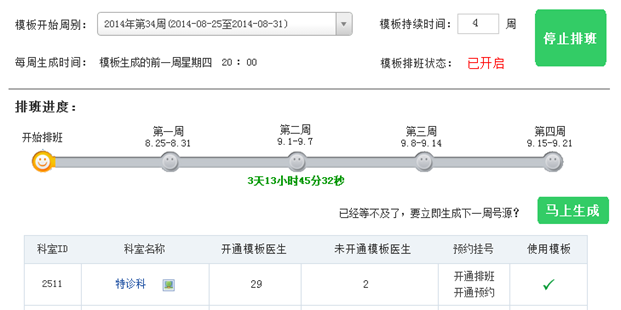 模板开始周别： 2014年第34周(2014-08-25至2014-08-31) 模板持续时间： 4 周 停止排班
每周生成时间： 模板生成的前一周星期四 20 : 00 模板排班状态： 已开启
排班进度：
开始排班 第一周 第二周 第三周 第四周
8.25-8.31 9.1-9.7 9.8-9.14 9.15-9.21
3天13小时45分32秒
已经等不及了，要立即生成下一周号源？ 马上生成
科室ID 科室名称 开通模板医生 未开通模板医生 预约挂号 使用模板
2511 特诊科 29 2 开通排班
开通预约